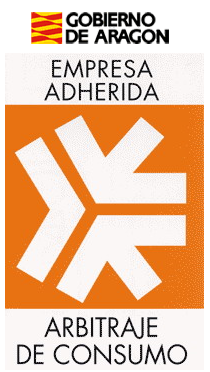 GOBIERNO
DE ARAGON
EMPRESA
ADHERIDA
ARBITRAJE
DE CONSUMO